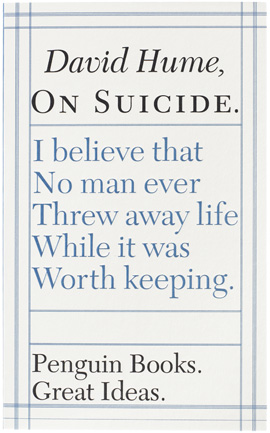 David Hume,
ON SUICIDE.
I believe that
No man ever
Threw away life
While it was
Worth keeping.
Penguin Books.
Great Ideas.